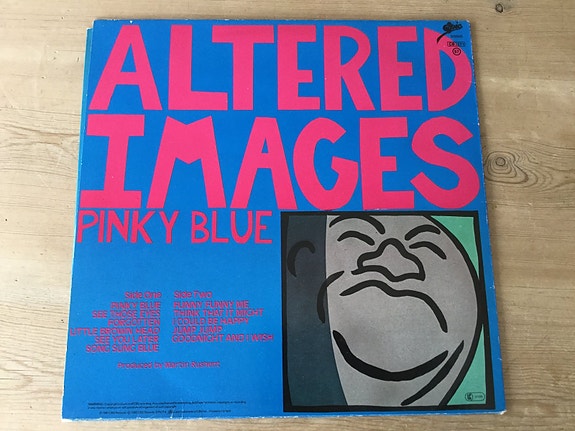 ALTERED
IMAGES
PINKY BLUE
Side One
PINKY BLUE
SEE THOSE EYES
FORGOTTEN
LITTLE BROWN HEAD
SEE YOU LATER
SONG SUNG BLUE
Side Two
FUNNY FUNNY ME
THINK THAT IT MIGHT
I COULD BE HAPPY
JUMP JUMP
GOODNIGHT AND I WISH
Produced by Martin Rushent
Epic